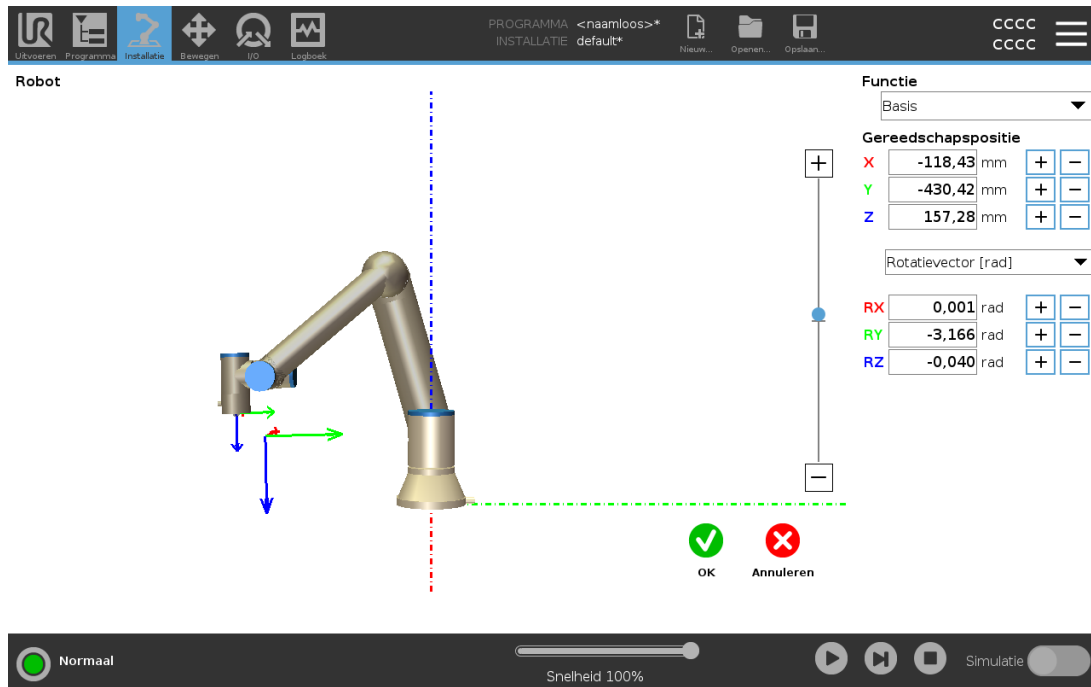 PROGRAMMA <naamloos>*
INSTALLATIE default*
CCCC
CCCC
Uitvoeren Programma Installatie Bewegen I/O Logboek
Nieuw... Openen... Opslaan...
Robot
Functie
Basis
Gereedschapspositie
X -118,43 mm + −
Y -430,42 mm + −
Z 157,28 mm + −
Rotatievector [rad]
RX 0,001 rad + −
RY -3,166 rad + −
RZ -0,040 rad + −
OK Annuleren
Normaal
Snelheid 100%
Simulatie